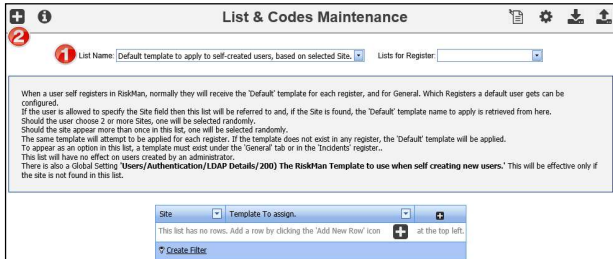 List & Codes Maintenance
2
1
List Name: Default template to apply to self-created users, based on selected Site. Lists for Register:
When a user self registers in RiskMan, normally they will receive the 'Default' template for each register, and for General. Which Registers a default user gets can be
configured.
If the user is allowed to specify the Site field then this list will be referred to and, if the Site is found, the 'Default' template name to apply is retrieved from here.
Should the user choose 2 or more Sites, one will be selected randomly.
Should the site appear more than once in this list, one will be selected randomly.
The same template will attempt to be applied for each register. If the template does not exist in any register, the 'Default' template will be applied.
To appear as an option in this list, a template must exist under the 'General' tab or in the 'Incidents' register..
This list will have no effect on users created by an administrator.
There is also a Global Setting 'Users/Authentication/LDAP Details/200) The RiskMan Template to use when self creating new users.' This will be effective only if
the site is not found in this list.
Site Template To assign.
This list has no rows. Add a row by clicking the 'Add New Row' icon at the top left.
Create Filter